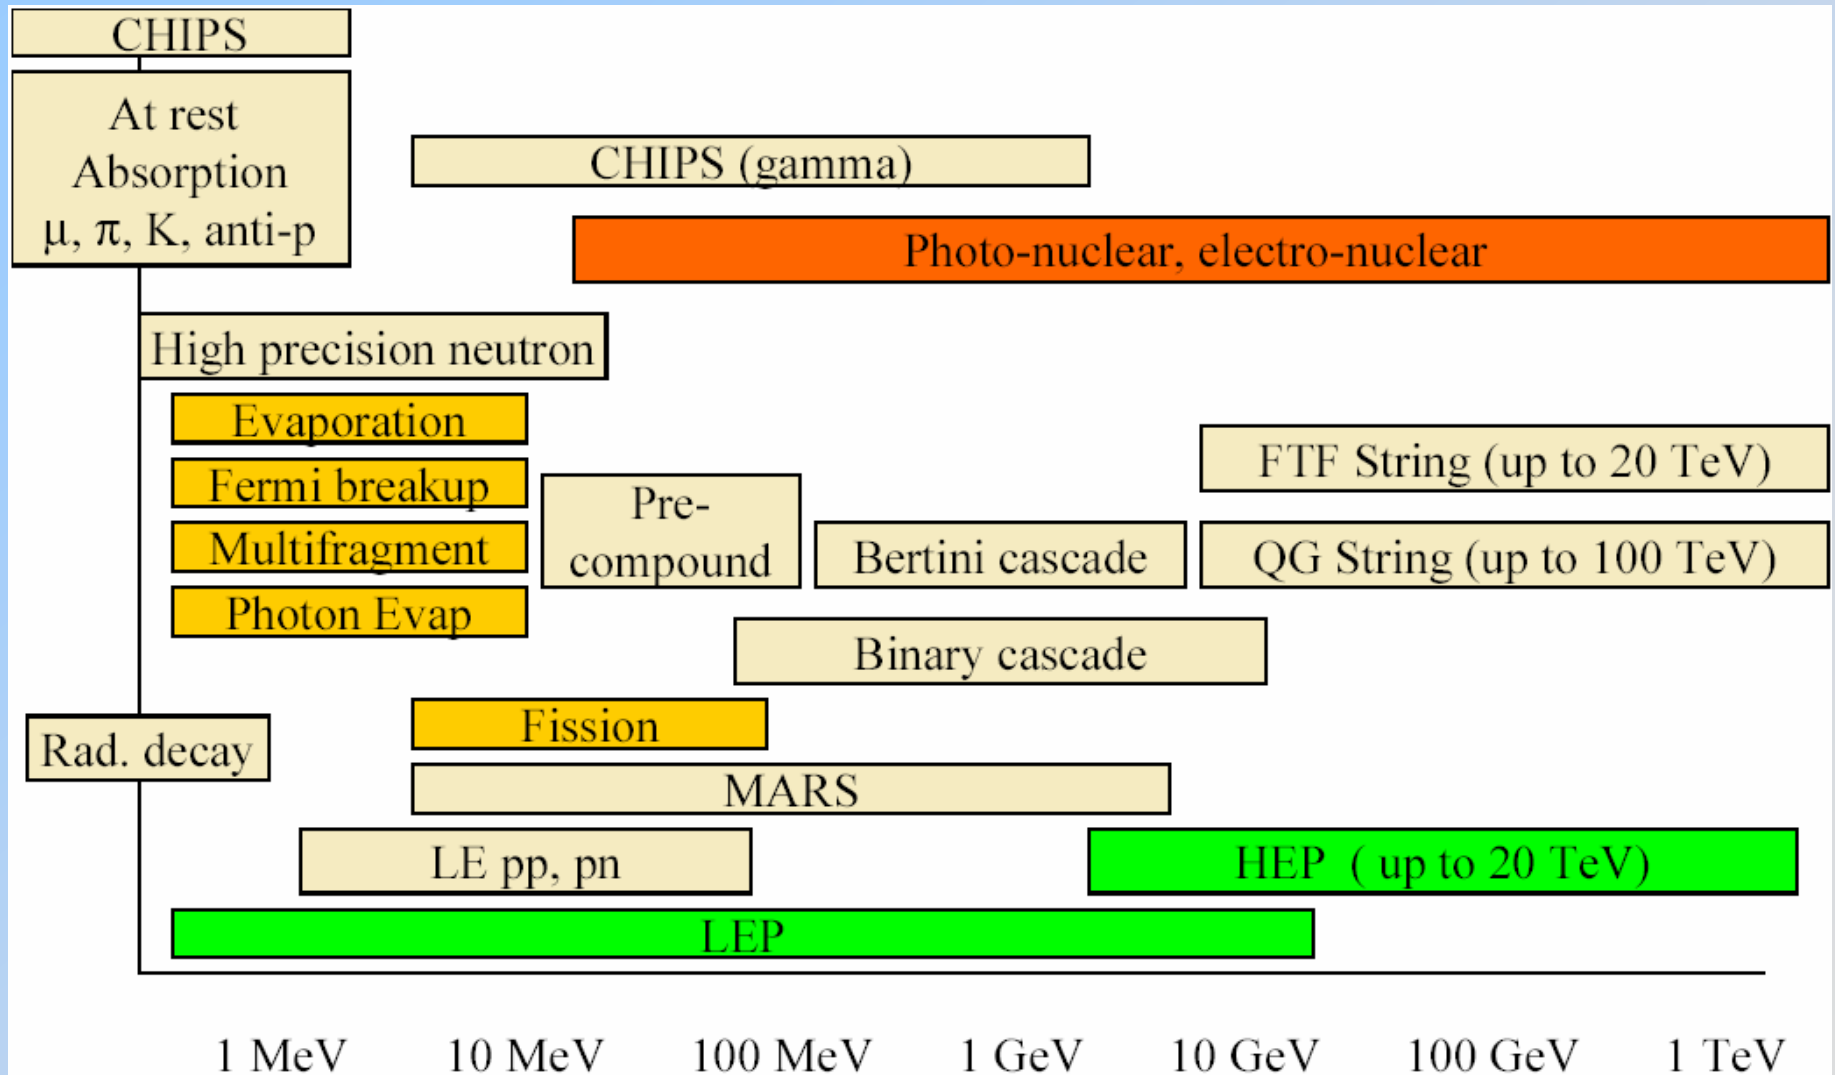 CHIPS
At rest
Absorption
μ, π, K, anti-p
CHIPS (gamma)
Photo-nuclear, electro-nuclear
High precision neutron
Evaporation
Fermi breakup
Multifragment
Photon Evap
Pre-
compound
Bertini cascade
FTF String (up to 20 TeV)
QG String (up to 100 TeV)
Binary cascade
Fission
Rad. decay
MARS
LE pp, pn
HEP ( up to 20 TeV)
LEP
1 MeV 10 MeV 100 MeV 1 GeV 10 GeV 100 GeV 1 TeV